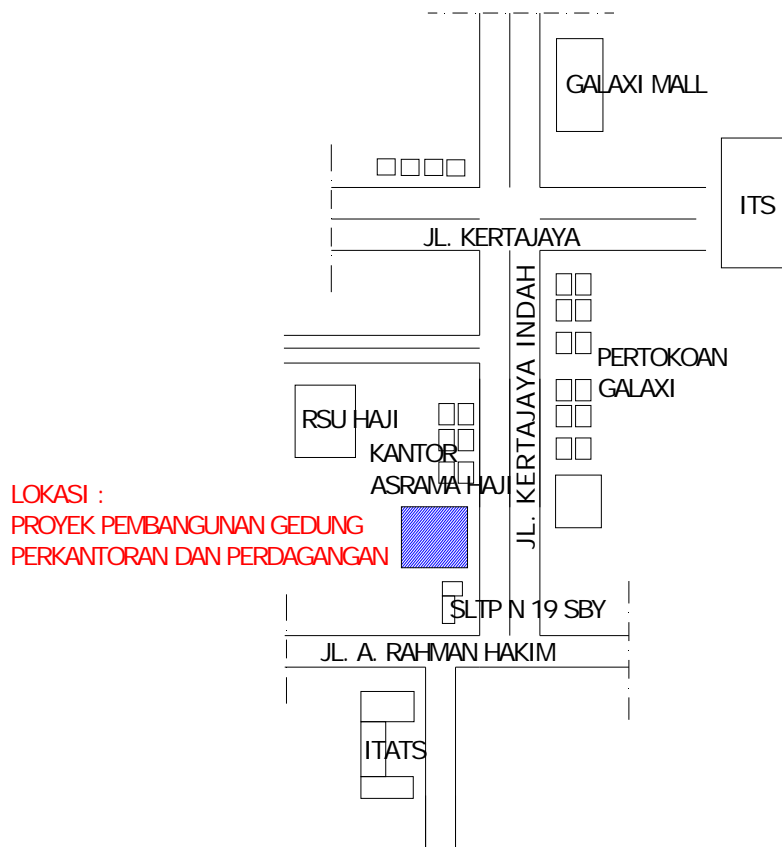 GALAXI MALL
ITS
JL. KERTAJAYA
JL. KERTAJAYA INDAH
PERTOKOAN
GALAXI
RSU HAJI
KANTOR
ASRAMA HAJI
LOKASI :
PROYEK PEMBANGUNAN GEDUNG
PERKANTORAN DAN PERDAGANGAN
SLTP N 19 SBY
JL. A. RAHMAN HAKIM
ITATS